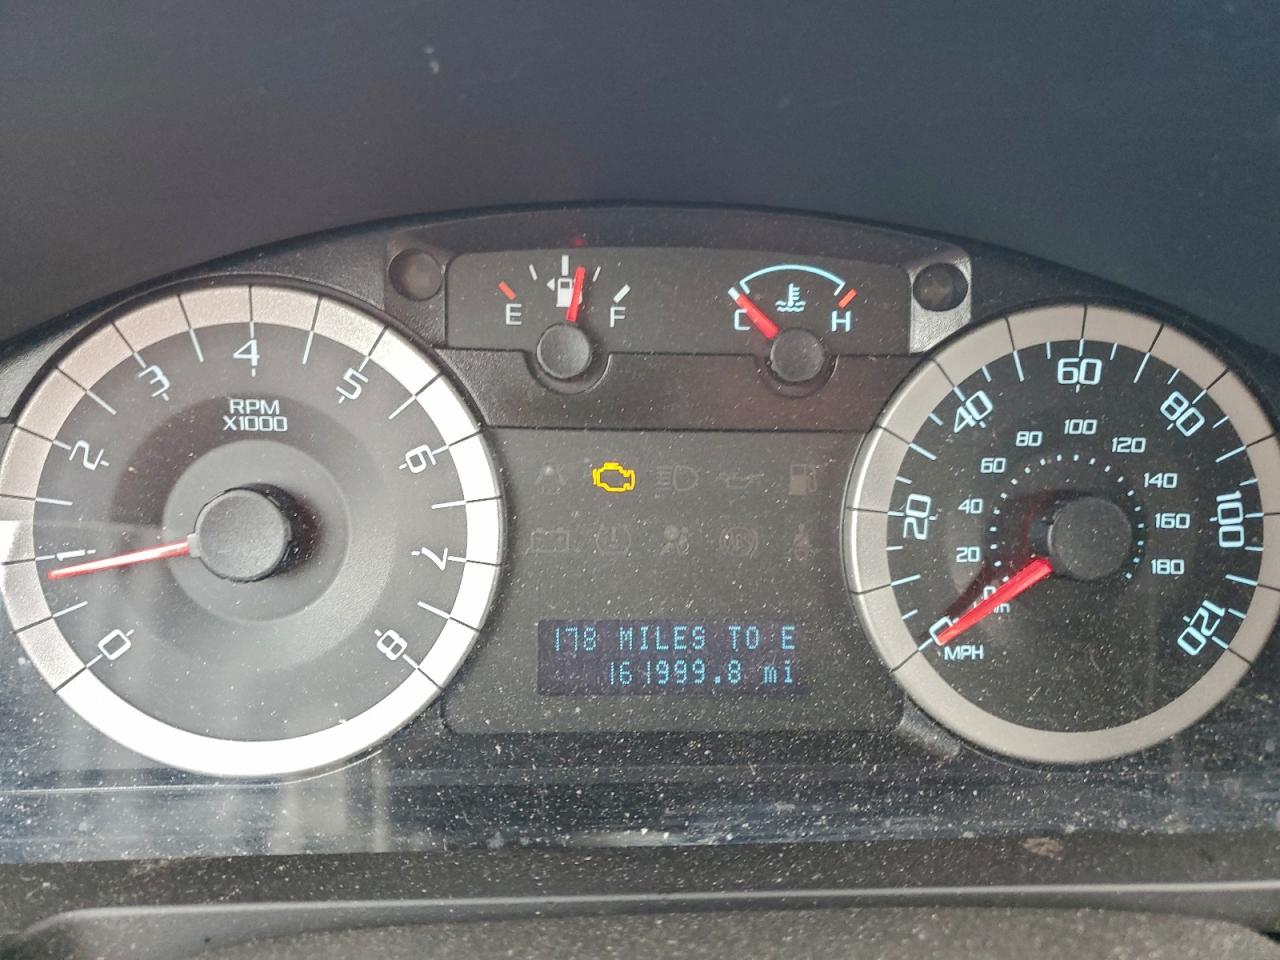 E F
C H
0 1 2 3 4 5 6 7 8
RPM
X1000
0 20 40 60 80 100 120
20 40 60 80 100 120 140 160 180
MPH
178 MILES TO E
161999.8 mi